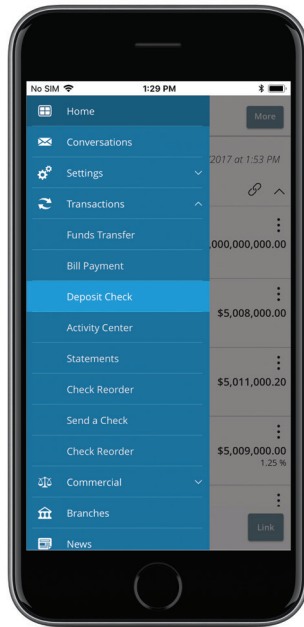 No SIM 1:29 PM
Home
More
Conversations
2017 at 1:53 PM
Settings
Transactions
Funds Transfer
,000,000,000.00
Bill Payment
Deposit Check
$5,008,000.00
Activity Center
Statements
$5,011,000.20
Check Reorder
Send a Check
Check Reorder
$5,009,000.00
1.25 %
Commercial
Branches
Link
News